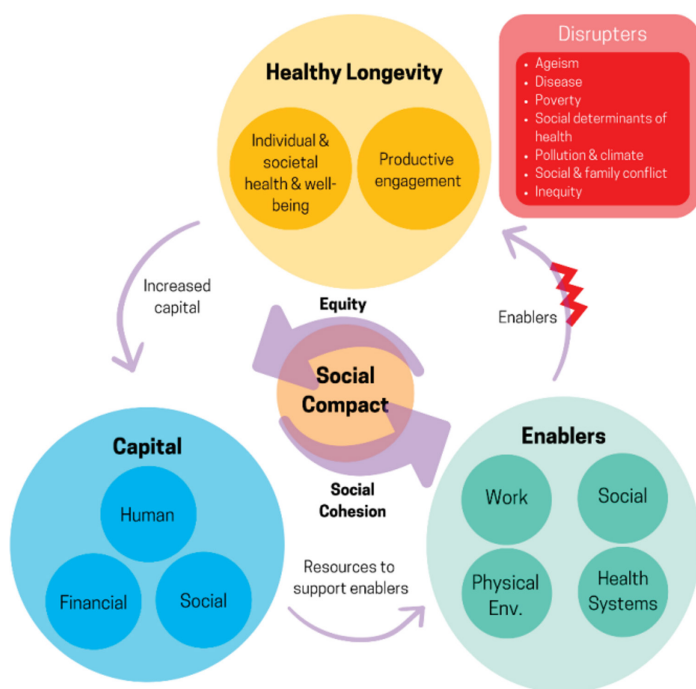 Healthy Longevity
Individual &
societal
health & well-
being
Productive
engagement
Disrupters
• Ageism
• Disease
• Poverty
• Social determinants of
health
• Pollution & climate
• Social & family conflict
• Inequity
Increased
capital
Equity
Enablers
Social
Compact
Social
Cohesion
Capital
Human
Financial
Social
Resources to
support enablers
Enablers
Work
Social
Physical
Env.
Health
Systems